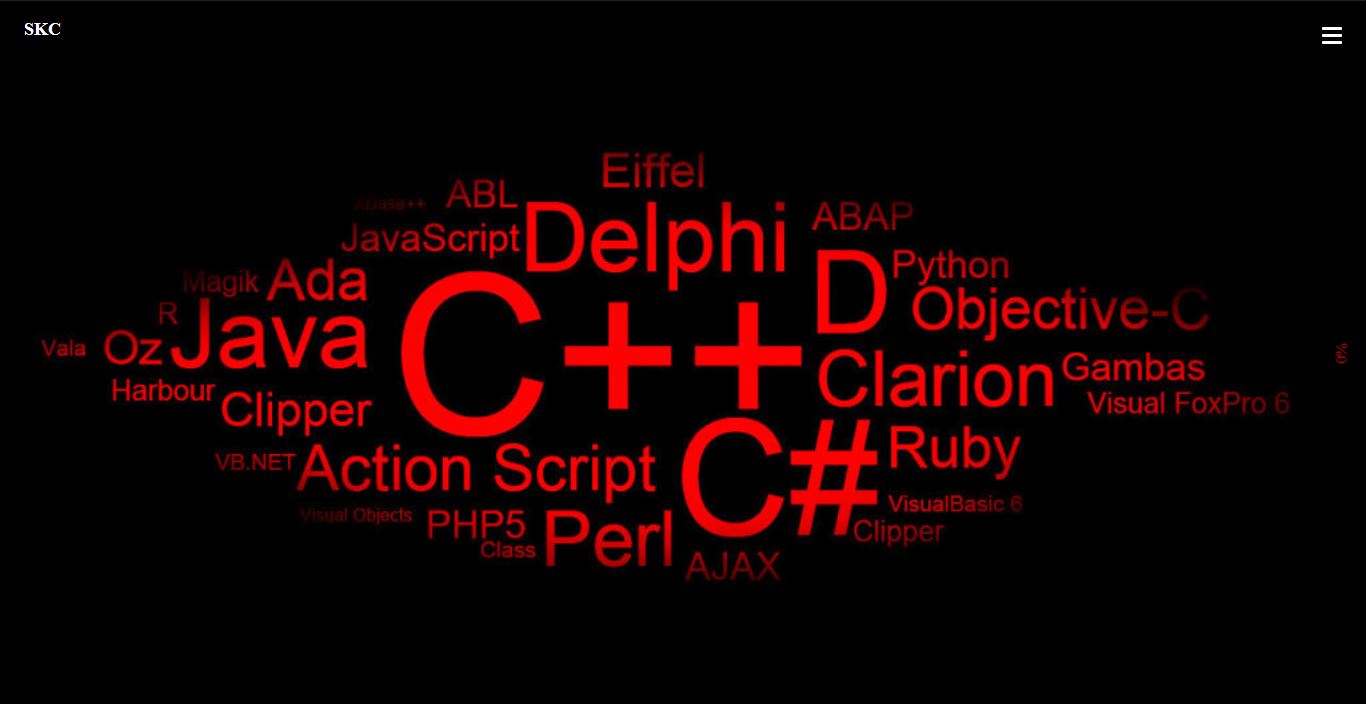 SKC
Eiffel
XBase++
ABL
Delphi
ABAP
JavaScript
Python
Magik
Ada
C++
D
Objective-C
R
Java
Vala
Oz
Clarion
Gambas
0%
Harbour
Clipper
Visual FoxPro 6
VB.NET
Action Script
C#
Ruby
Visual Objects
PHP5
Perl
VisualBasic 6
Class
Clipper
AJAX